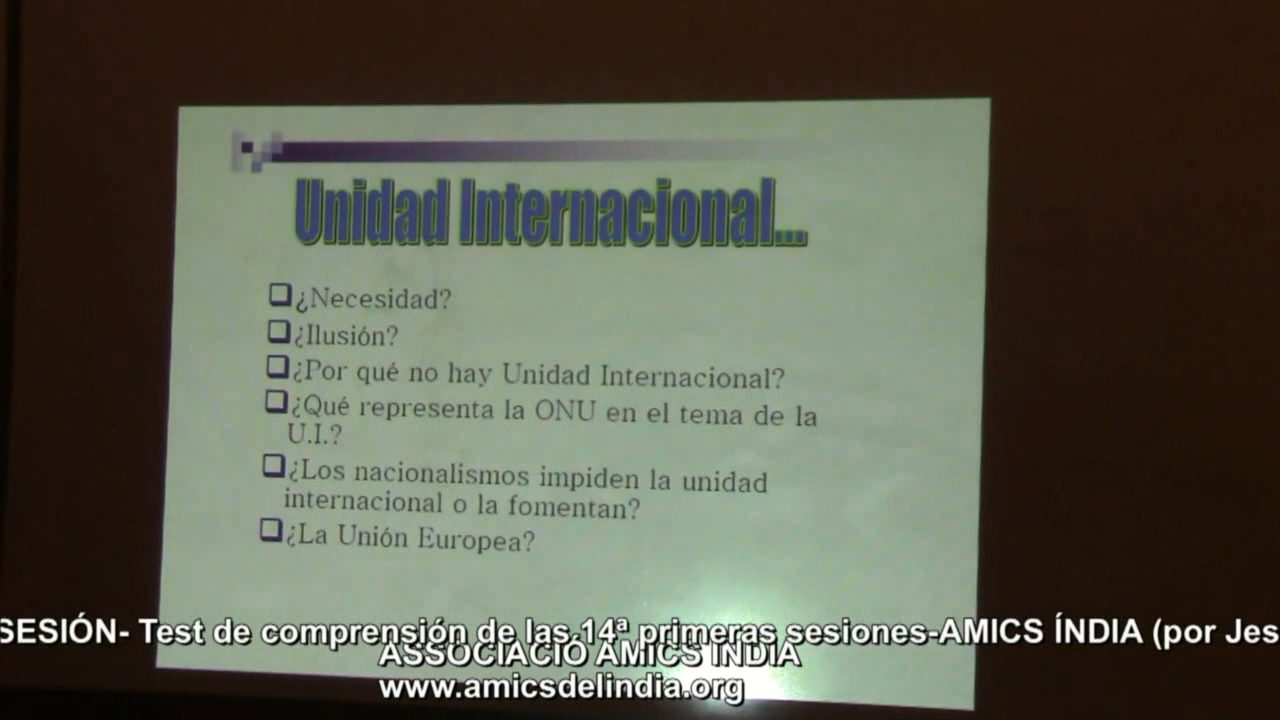 Unidad Internacional...
¿Necesidad?
¿Ilusión?
¿Por qué no hay Unidad Internacional?
¿Qué representa la ONU en el tema de la
U.I.?
¿Los nacionalismos impiden la unidad
internacional o la fomentan?
¿La Unión Europea?
SESIÓN- Test de comprensión de las 14ª primeras sesiones-AMICS ÍNDIA (por Jes
ASSOCIACIÓ AMICS ÍNDIA
www.amicsdelindia.org